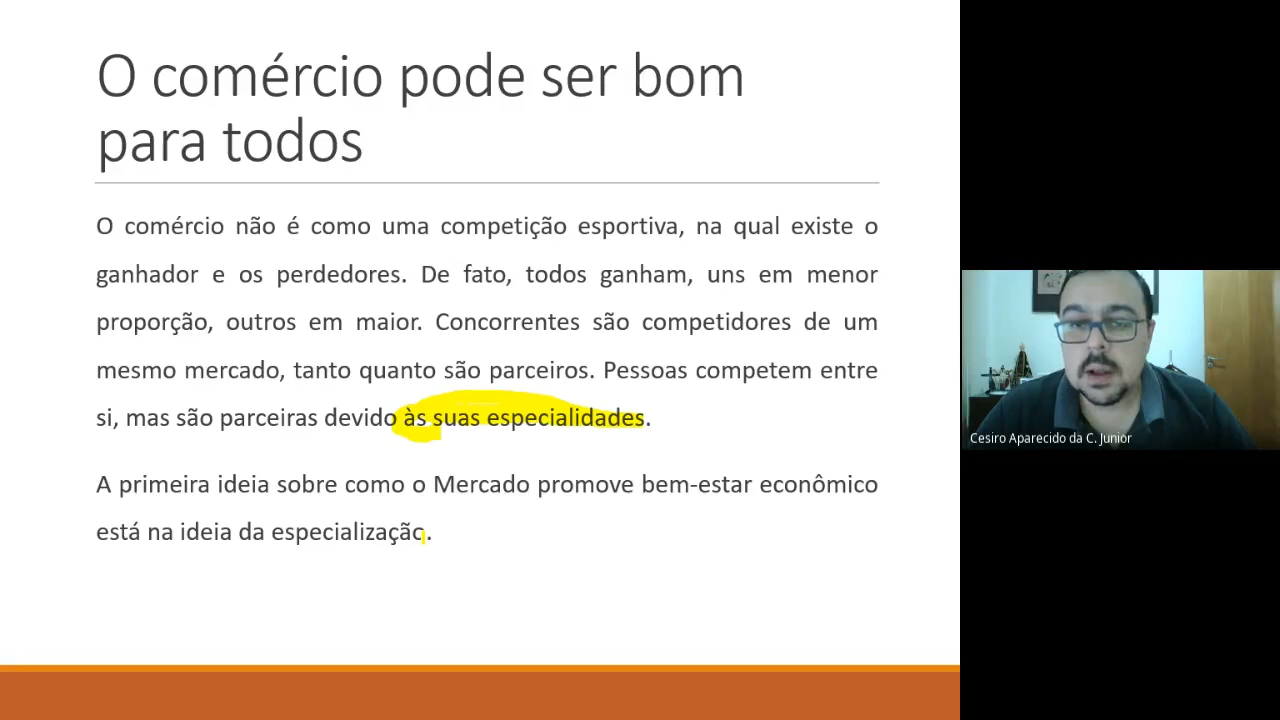 O comércio pode ser bom
para todos
O comércio não é como uma competição esportiva, na qual existe o
ganhador e os perdedores. De fato, todos ganham, uns em menor
proporção, outros em maior. Concorrentes são competidores de um
mesmo mercado, tanto quanto são parceiros. Pessoas competem entre
si, mas são parceiras devido às suas especialidades.
A primeira ideia sobre como o Mercado promove bem-estar econômico
está na ideia da especialização.
Cesiro Aparecido da C. Junior